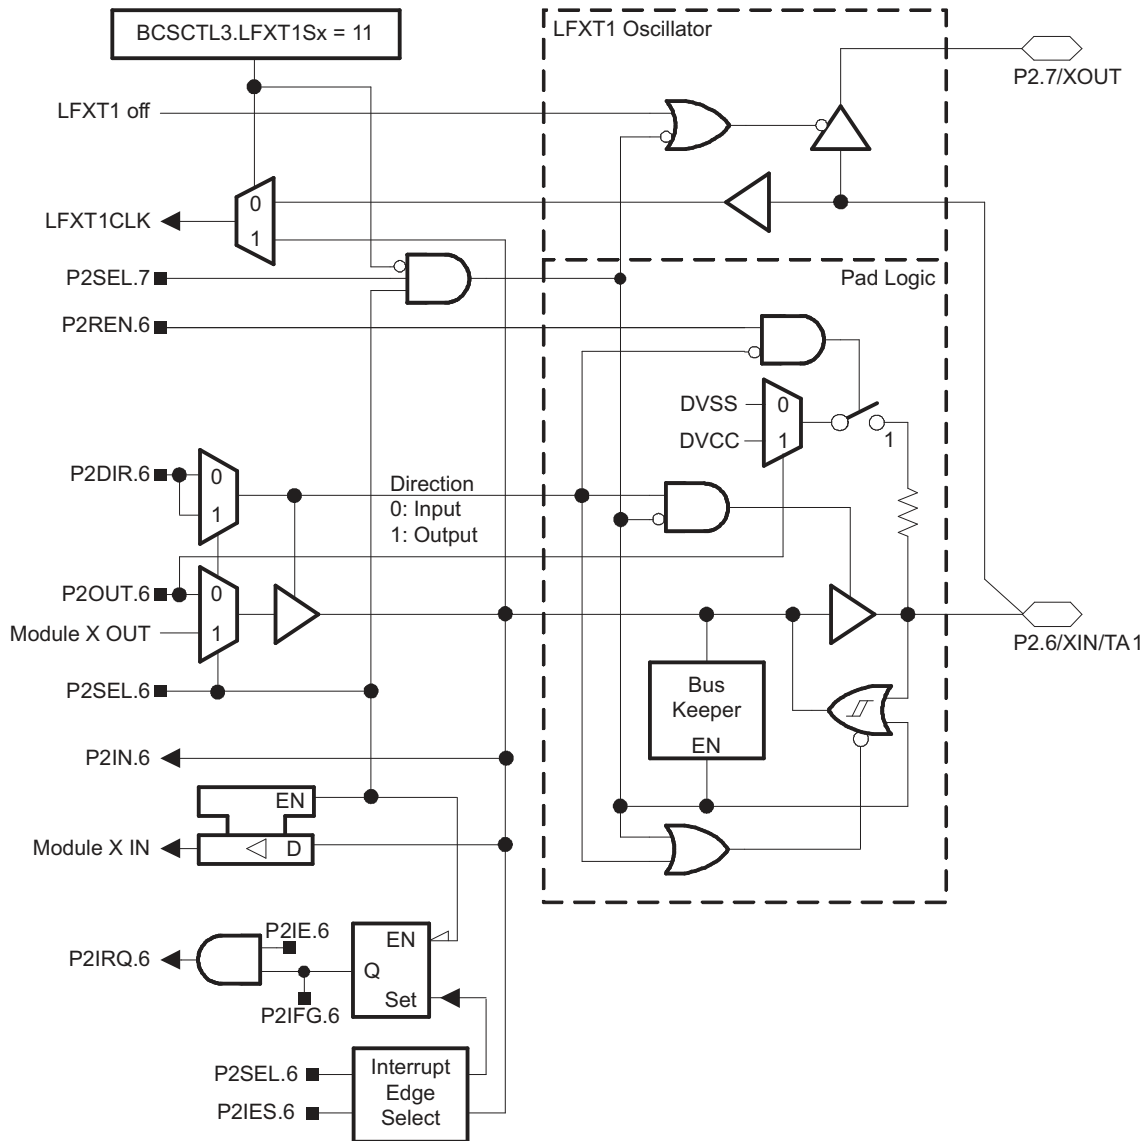 BCSCTL3.LFXT1Sx = 11
LFXT1 Oscillator
P2.7/XOUT
LFXT1 off
0
LFXT1CLK
1
P2SEL.7
Pad Logic
P2REN.6
DVSS
0
DVCC
1
1
P2DIR.6
0
1
Direction
0: Input
1: Output
P2OUT.6
0
Module X OUT
1
P2.6/XIN/TA1
P2SEL.6
Bus
Keeper
EN
P2IN.6
EN
Module X IN
D
P2IE.6
EN
P2IRQ.6
Q
Set
P2IFG.6
P2SEL.6
P2IES.6
Interrupt
Edge
Select